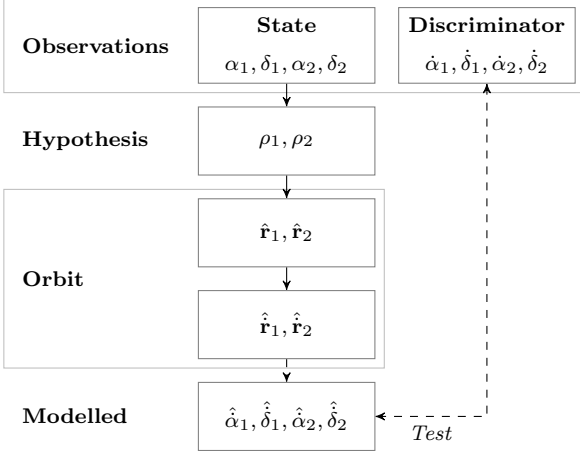 State
Discriminator
Observations
α₁, δ₁, α₂, δ₂
α̇₁, δ̇₁, α̇₂, δ̇₂
Hypothesis
ρ₁, ρ₂
r̂₁, r̂₂
Orbit
ṙ̂₁, ṙ̂₂
Modelled
α̇̂₁, δ̇̂₁, α̇̂₂, δ̇̂₂
Test